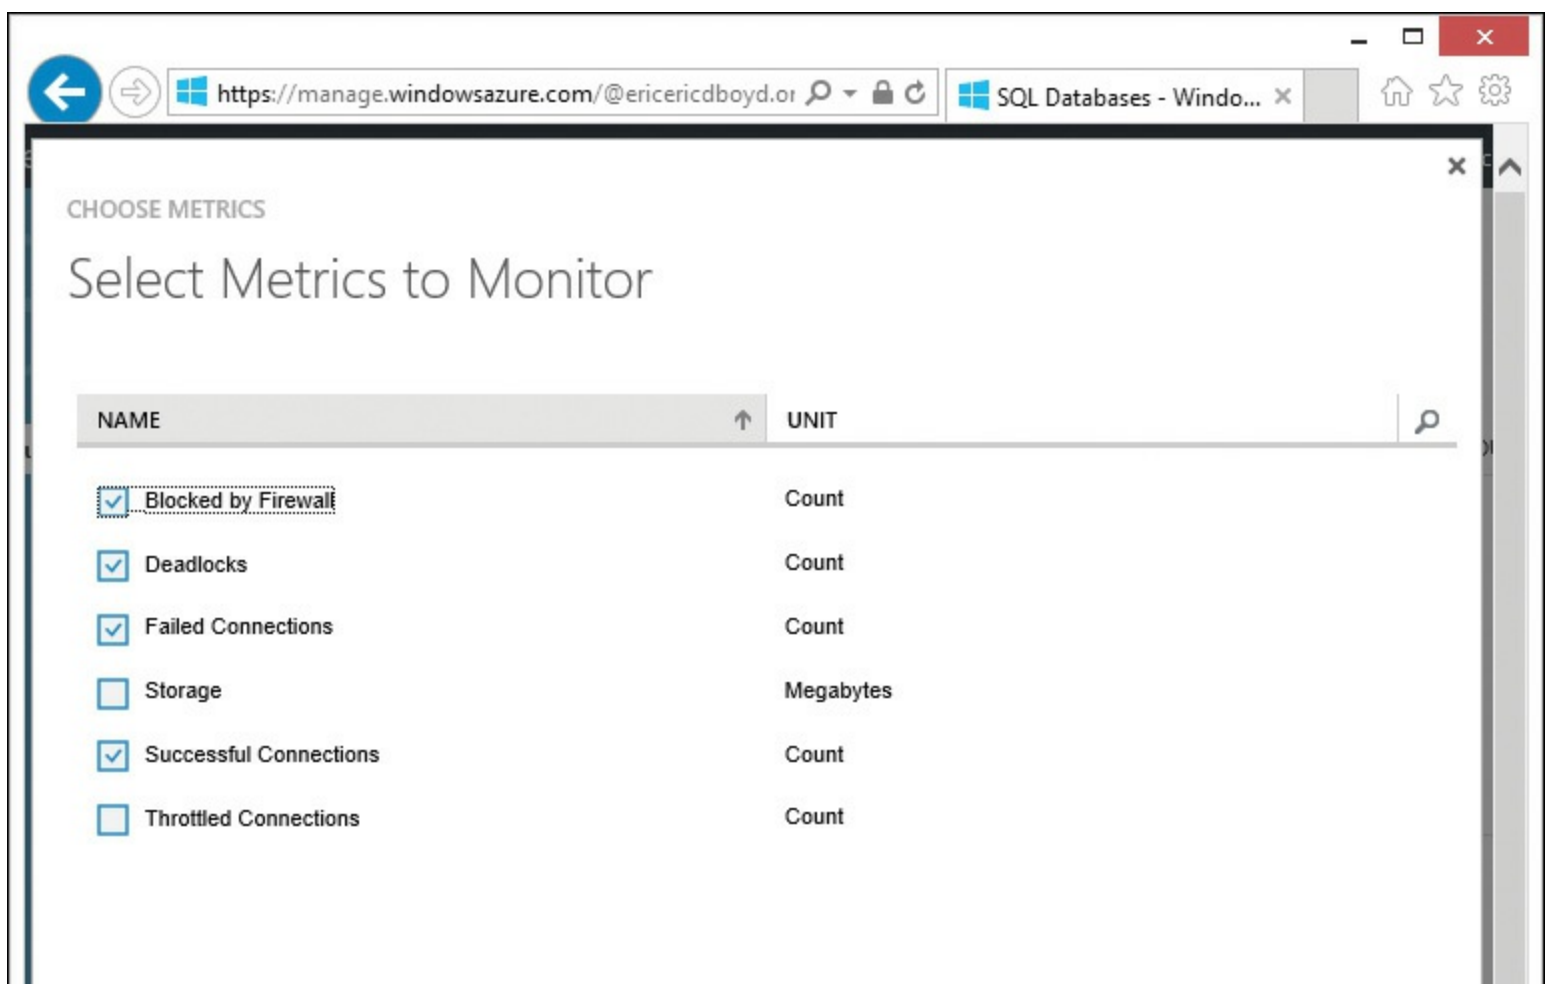 https://manage.windowsazure.com/@ericericdboyd.or
SQL Databases - Windo...
CHOOSE METRICS
Select Metrics to Monitor
NAME UNIT
Blocked by Firewall Count
Deadlocks Count
Failed Connections Count
Storage Megabytes
Successful Connections Count
Throttled Connections Count